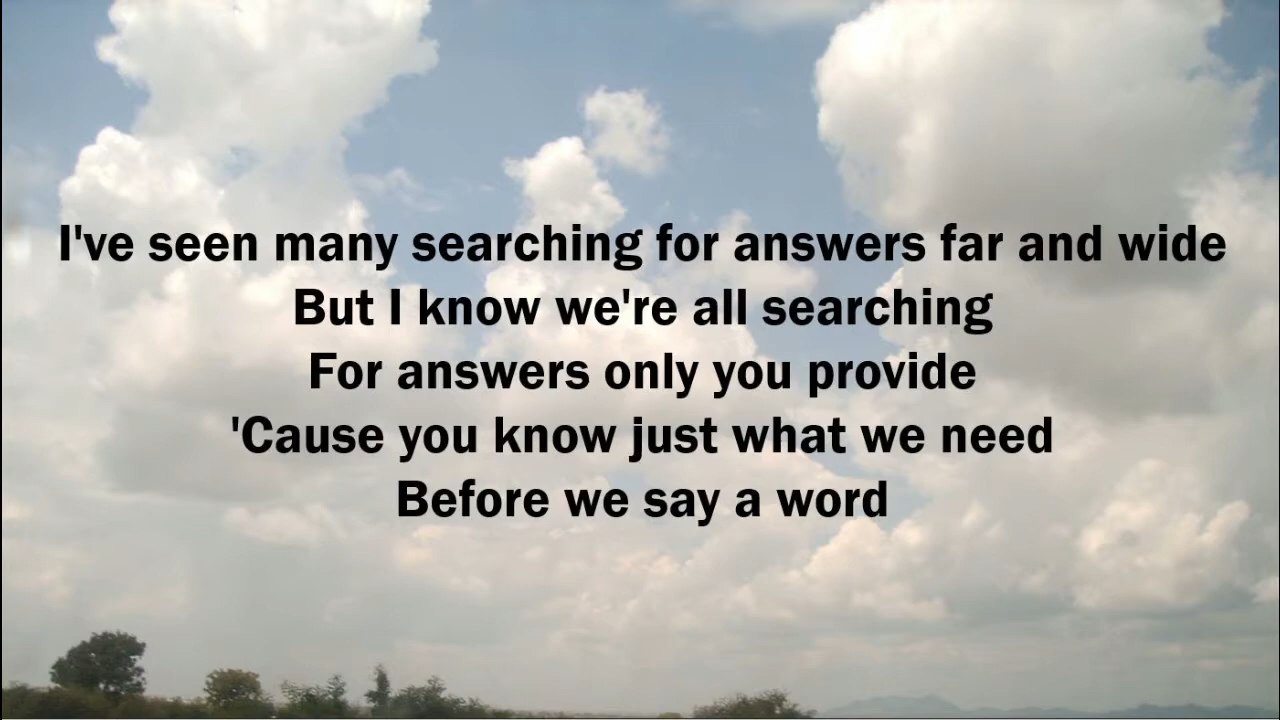 I've seen many searching for answers far and wide
But I know we're all searching
For answers only you provide
'Cause you know just what we need
Before we say a word